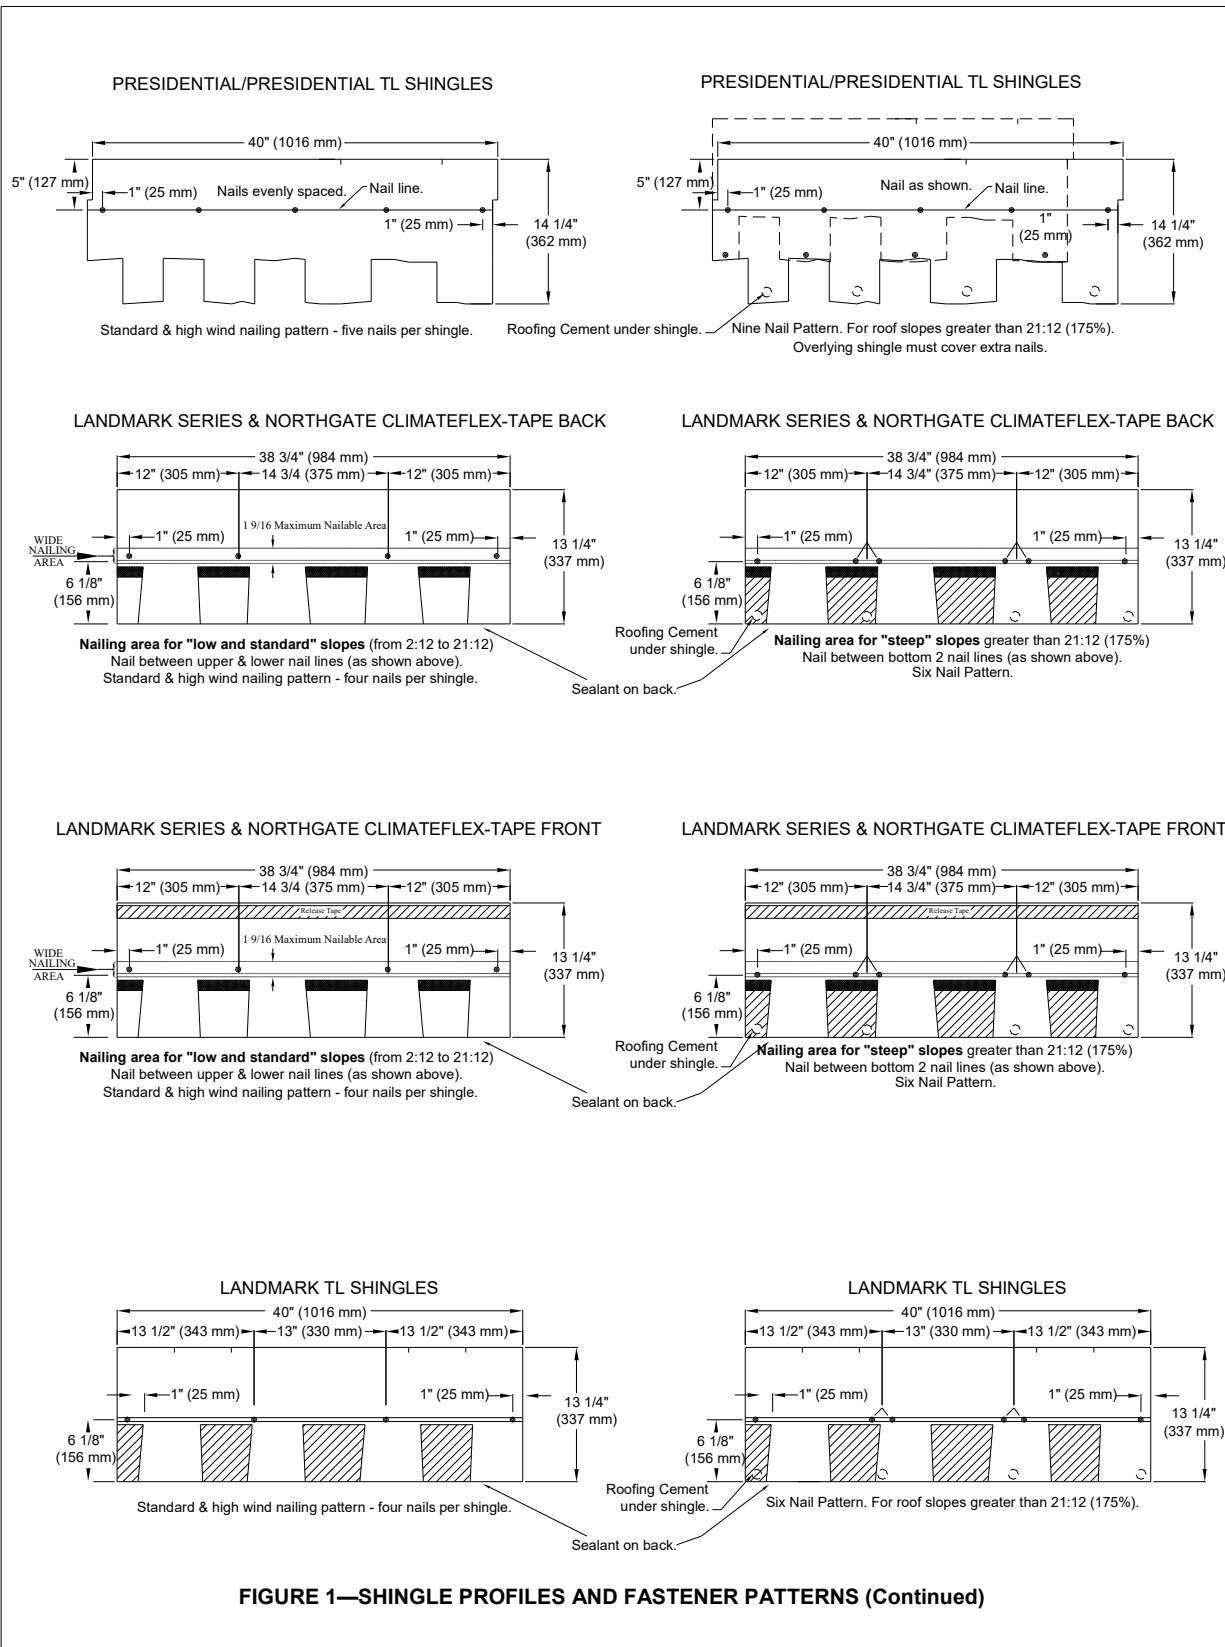 PRESIDENTIAL/PRESIDENTIAL TL SHINGLES
40" (1016 mm)
5" (127 mm)
1" (25 mm)
Nails evenly spaced.
Nail line.
1" (25 mm)
14 1/4"
(362 mm)
Standard & high wind nailing pattern - five nails per shingle.
PRESIDENTIAL/PRESIDENTIAL TL SHINGLES
40" (1016 mm)
5" (127 mm)
1" (25 mm)
Nail as shown.
Nail line.
1"
(25 mm)
14 1/4"
(362 mm)
Roofing Cement under shingle.
Nine Nail Pattern. For roof slopes greater than 21:12 (175%).
Overlying shingle must cover extra nails.
LANDMARK SERIES & NORTHGATE CLIMATEFLEX-TAPE BACK
38 3/4" (984 mm)
12" (305 mm)
14 3/4 (375 mm)
12" (305 mm)
1" (25 mm)
1 9/16 Maximum Nailable Area
1" (25 mm)
WIDE
NAILING
AREA
13 1/4"
(337 mm)
6 1/8"
(156 mm)
Nailing area for "low and standard" slopes (from 2:12 to 21:12)
Nail between upper & lower nail lines (as shown above).
Standard & high wind nailing pattern - four nails per shingle.
LANDMARK SERIES & NORTHGATE CLIMATEFLEX-TAPE BACK
38 3/4" (984 mm)
12" (305 mm)
14 3/4" (375 mm)
12" (305 mm)
1" (25 mm)
1" (25 mm)
13 1/4"
(337 mm)
6 1/8"
(156 mm)
Roofing Cement
under shingle.
Nailing area for "steep" slopes greater than 21:12 (175%)
Nail between bottom 2 nail lines (as shown above).
Six Nail Pattern.
Sealant on back.
LANDMARK SERIES & NORTHGATE CLIMATEFLEX-TAPE FRONT
38 3/4" (984 mm)
12" (305 mm)
14 3/4 (375 mm)
12" (305 mm)
Release Tape
1" (25 mm)
1 9/16 Maximum Nailable Area
1" (25 mm)
WIDE
NAILING
AREA
13 1/4"
(337 mm)
6 1/8"
(156 mm)
Nailing area for "low and standard" slopes (from 2:12 to 21:12)
Nail between upper & lower nail lines (as shown above).
Standard & high wind nailing pattern - four nails per shingle.
LANDMARK SERIES & NORTHGATE CLIMATEFLEX-TAPE FRONT
38 3/4" (984 mm)
12" (305 mm)
14 3/4" (375 mm)
12" (305 mm)
Release Tape
1" (25 mm)
1" (25 mm)
13 1/4"
(337 mm)
6 1/8"
(156 mm)
Roofing Cement
under shingle.
Nailing area for "steep" slopes greater than 21:12 (175%)
Nail between bottom 2 nail lines (as shown above).
Six Nail Pattern.
Sealant on back.
LANDMARK TL SHINGLES
40" (1016 mm)
13 1/2" (343 mm)
13" (330 mm)
13 1/2" (343 mm)
1" (25 mm)
1" (25 mm)
13 1/4"
(337 mm)
6 1/8"
(156 mm)
Standard & high wind nailing pattern - four nails per shingle.
LANDMARK TL SHINGLES
40" (1016 mm)
13 1/2" (343 mm)
13" (330 mm)
13 1/2" (343 mm)
1" (25 mm)
1" (25 mm)
13 1/4"
(337 mm)
6 1/8"
(156 mm)
Roofing Cement
under shingle.
Six Nail Pattern. For roof slopes greater than 21:12 (175%).
Sealant on back.
FIGURE 1—SHINGLE PROFILES AND FASTENER PATTERNS (Continued)